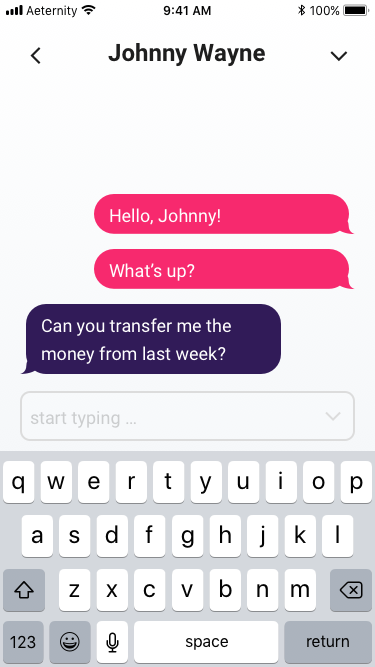 Aeternity 9:41 AM 100%
Johnny Wayne
Hello, Johnny!
What's up?
Can you transfer me the
money from last week?
start typing ...
q w e r t y u i o p
a s d f g h j k l
z x c v b n m
123 space return